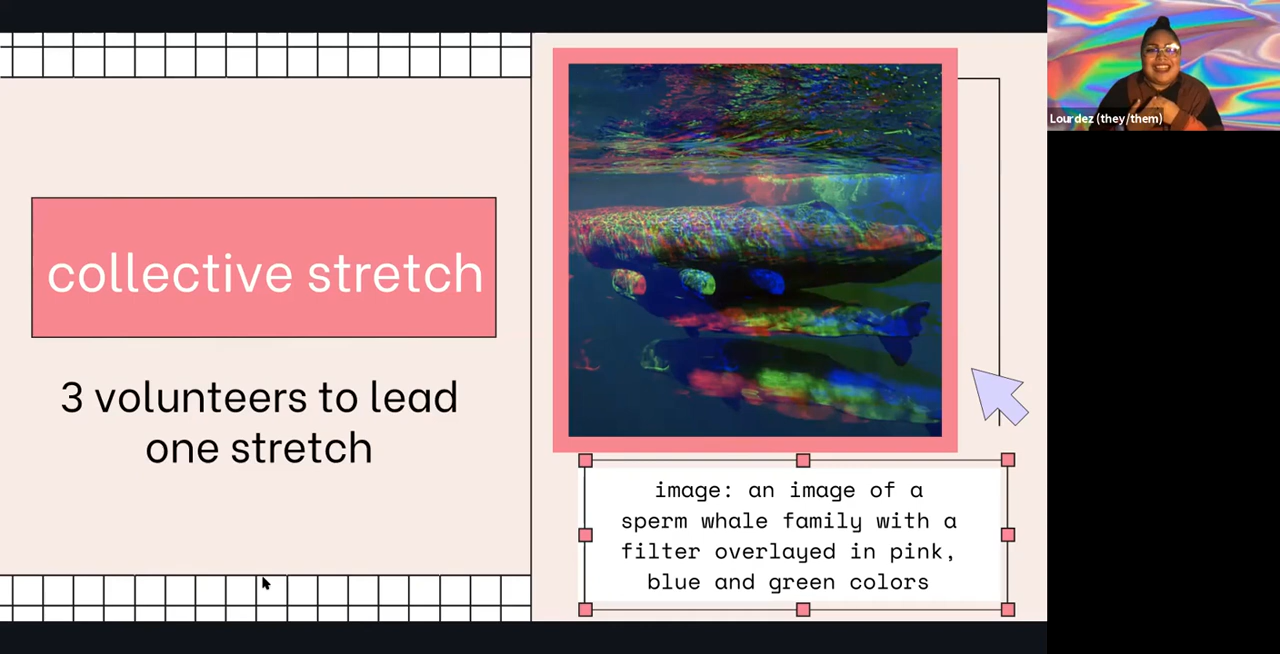 collective stretch
3 volunteers to lead
one stretch
image: an image of a
sperm whale family with a
filter overlayed in pink,
blue and green colors
Lourdez (they/them)